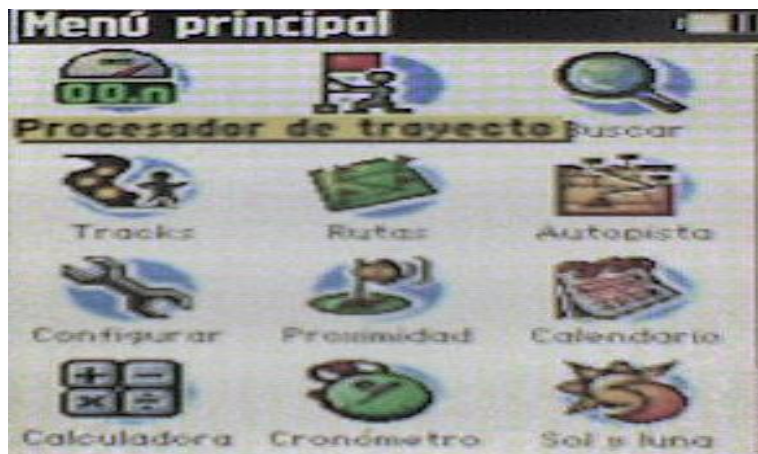 Menú principal
00.n
Procesador de trayecto Buscar
Tracks Rutas Autopista
Configurar Proximidad Calendario
Calculadora Cronómetro Sol y luna